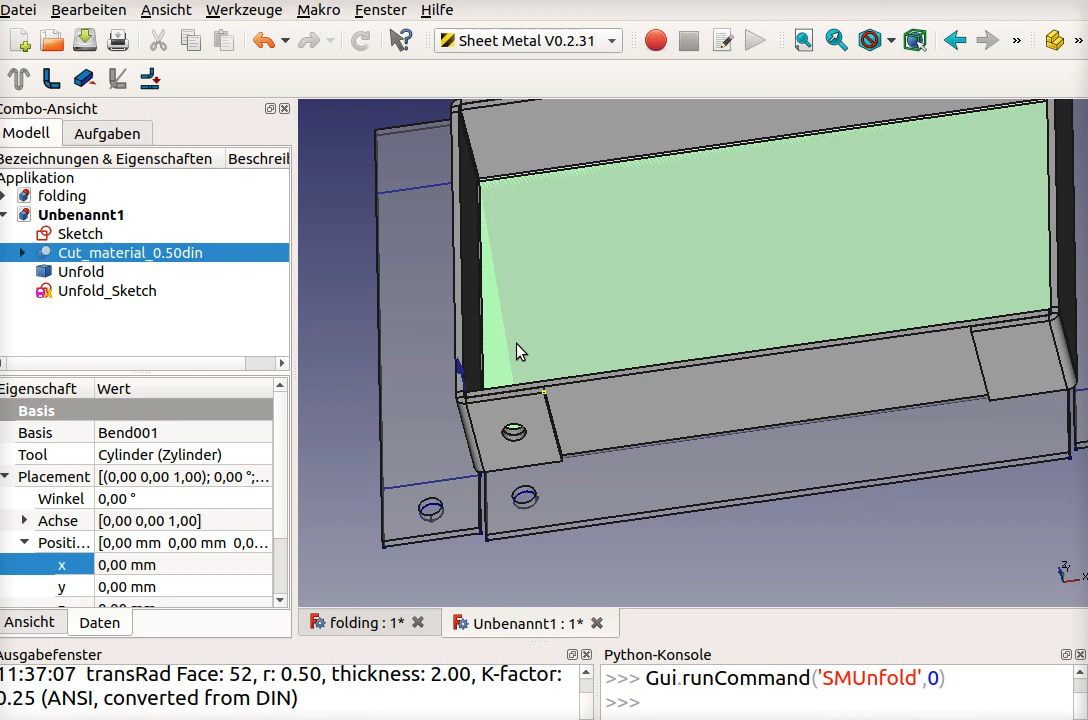 Datei Bearbeiten Ansicht Werkzeuge Makro Fenster Hilfe
Sheet Metal V0.2.31
» »
Combo-Ansicht
Modell Aufgaben
Bezeichnungen & Eigenschaften Beschreil
Applikation
folding
Unbenannt1
Sketch
Cut_material_0.50din
Unfold
Unfold_Sketch
Eigenschaft Wert
Basis
Basis Bend001
Tool Cylinder (Zylinder)
Placement [(0,00 0,00 1,00); 0,00 °;...
Winkel 0,00 °
Achse [0,00 0,00 1,00]
Positi... [0,00 mm 0,00 mm 0,0...
x 0,00 mm
y 0,00 mm
Ansicht Daten
folding : 1*
Unbenannt1 : 1*
Ausgabefenster
11:37:07 transRad Face: 52, r: 0.50, thickness: 2.00, K-factor:
0.25 (ANSI, converted from DIN)
Python-Konsole
>>> Gui.runCommand('SMUnfold',0)
>>>